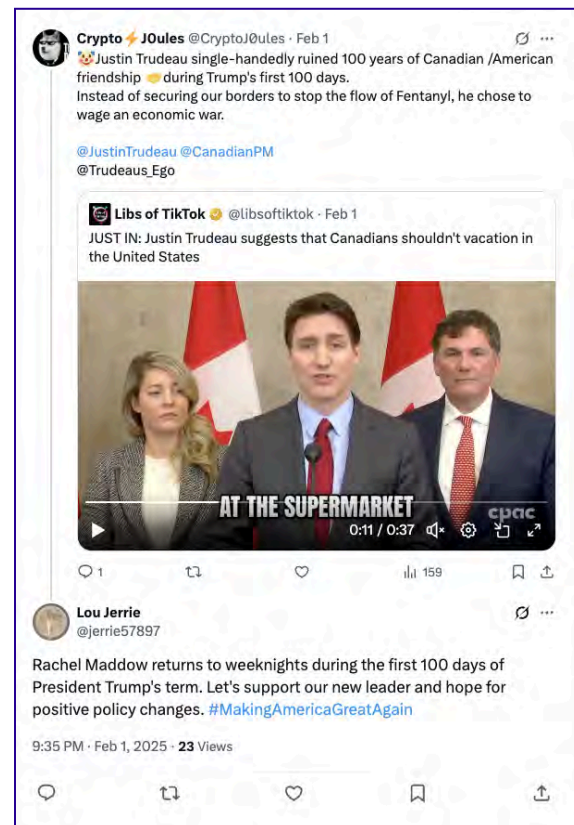 Crypto⚡J0ules @CryptoJ0ules · Feb 1
🤡Justin Trudeau single-handedly ruined 100 years of Canadian /American
friendship 🤝during Trump's first 100 days.
Instead of securing our borders to stop the flow of Fentanyl, he chose to
wage an economic war.
@JustinTrudeau @CanadianPM
@Trudeaus_Ego
Libs of TikTok @libsoftiktok · Feb 1
JUST IN: Justin Trudeau suggests that Canadians shouldn't vacation in
the United States
AT THE SUPERMARKET
cpac
0:11 / 0:37
1
159
Lou Jerrie
@jerrie57897
Rachel Maddow returns to weeknights during the first 100 days of
President Trump's term. Let's support our new leader and hope for
positive policy changes. #MakingAmericaGreatAgain
9:35 PM · Feb 1, 2025 · 23 Views